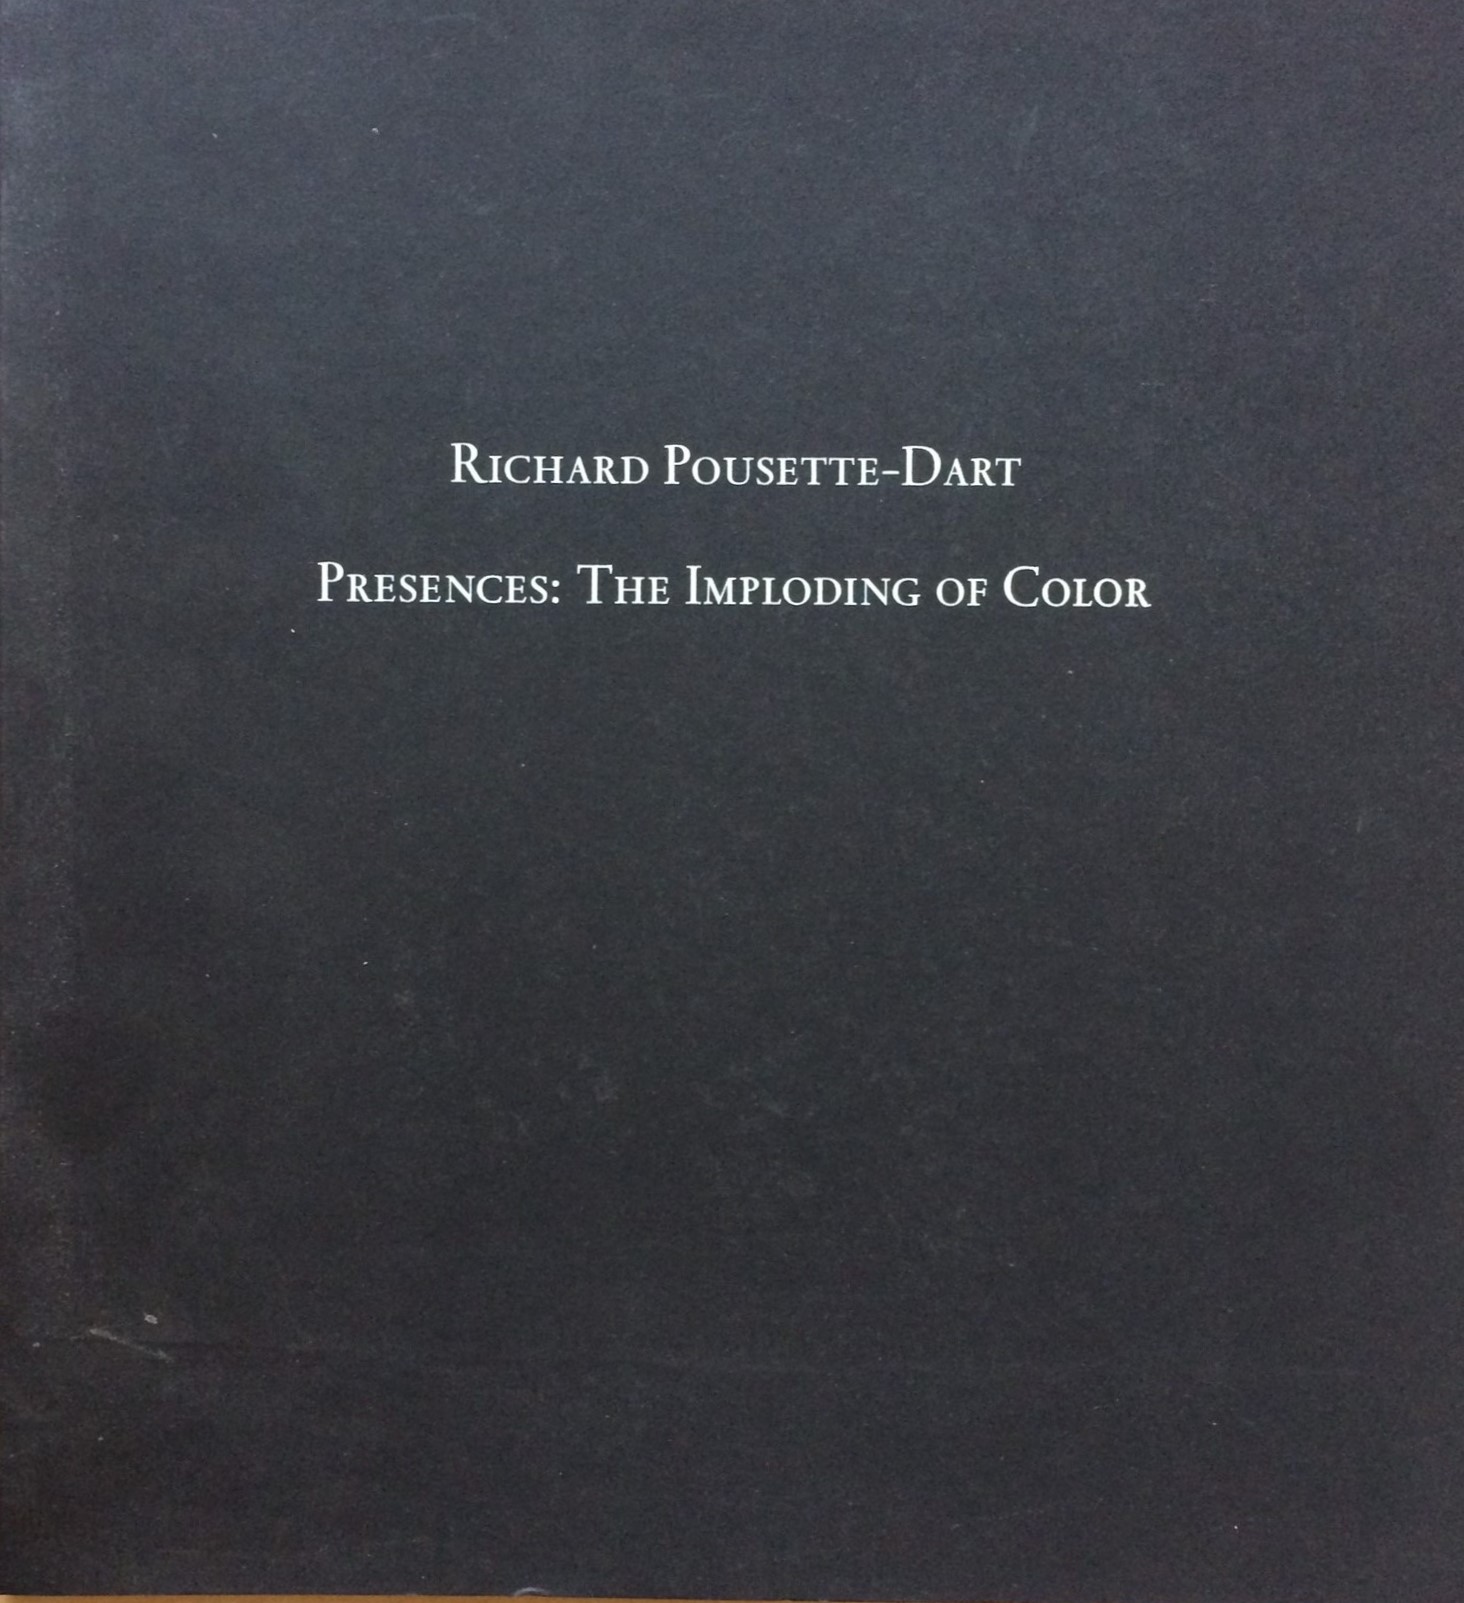 Richard Pousette-Dart
Presences: The Imploding of Color